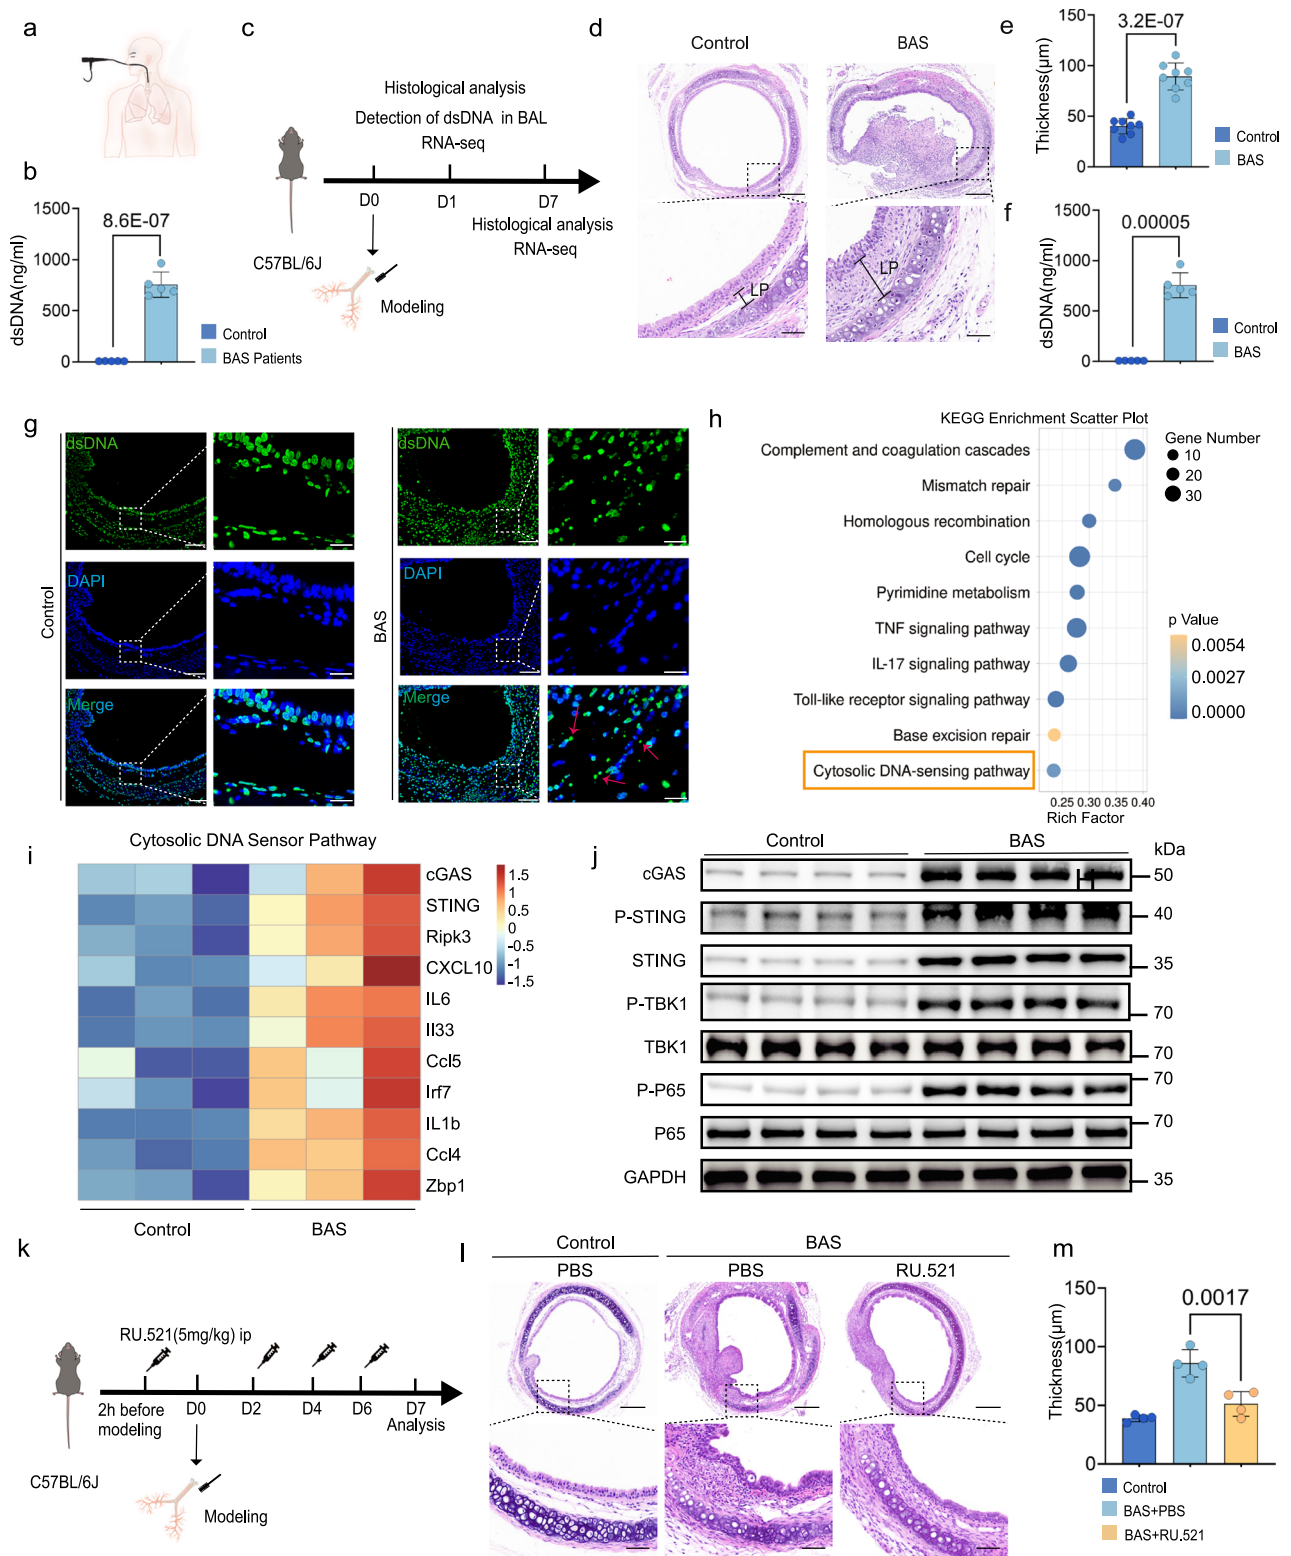 a
b
1500
1000
500
0
dsDNA(ng/ml)
8.6E-07
Control
BAS Patients
c
Histological analysis
Detection of dsDNA in BAL
RNA-seq
D0
D1
D7
Histological analysis
RNA-seq
C57BL/6J
Modeling
d
Control
BAS
LP
LP
e
150
100
50
0
Thickness(μm)
3.2E-07
Control
BAS
f
1500
1000
500
0
dsDNA(ng/ml)
0.00005
Control
BAS
g
Control
dsDNA
DAPI
Merge
BAS
dsDNA
DAPI
Merge
h
KEGG Enrichment Scatter Plot
Complement and coagulation cascades
Mismatch repair
Homologous recombination
Cell cycle
Pyrimidine metabolism
TNF signaling pathway
IL-17 signaling pathway
Toll-like receptor signaling pathway
Base excision repair
Cytosolic DNA-sensing pathway
0.25 0.30 0.35 0.40
Rich Factor
Gene Number
10
20
30
p Value
0.0054
0.0027
0.0000
i
Cytosolic DNA Sensor Pathway
cGAS
STING
Ripk3
CXCL10
IL6
Il33
Ccl5
Irf7
IL1b
Ccl4
Zbp1
1.5
1
0.5
0
-0.5
-1
-1.5
Control
BAS
j
Control
BAS
kDa
cGAS
50
P-STING
40
STING
35
P-TBK1
70
TBK1
70
P-P65
70
P65
70
GAPDH
35
k
RU.521(5mg/kg) ip
2h before
modeling
D0
D2
D4
D6
D7
Analysis
C57BL/6J
Modeling
l
Control
BAS
PBS
PBS
RU.521
m
150
100
50
0
Thickness(μm)
0.0017
Control
BAS+PBS
BAS+RU.521